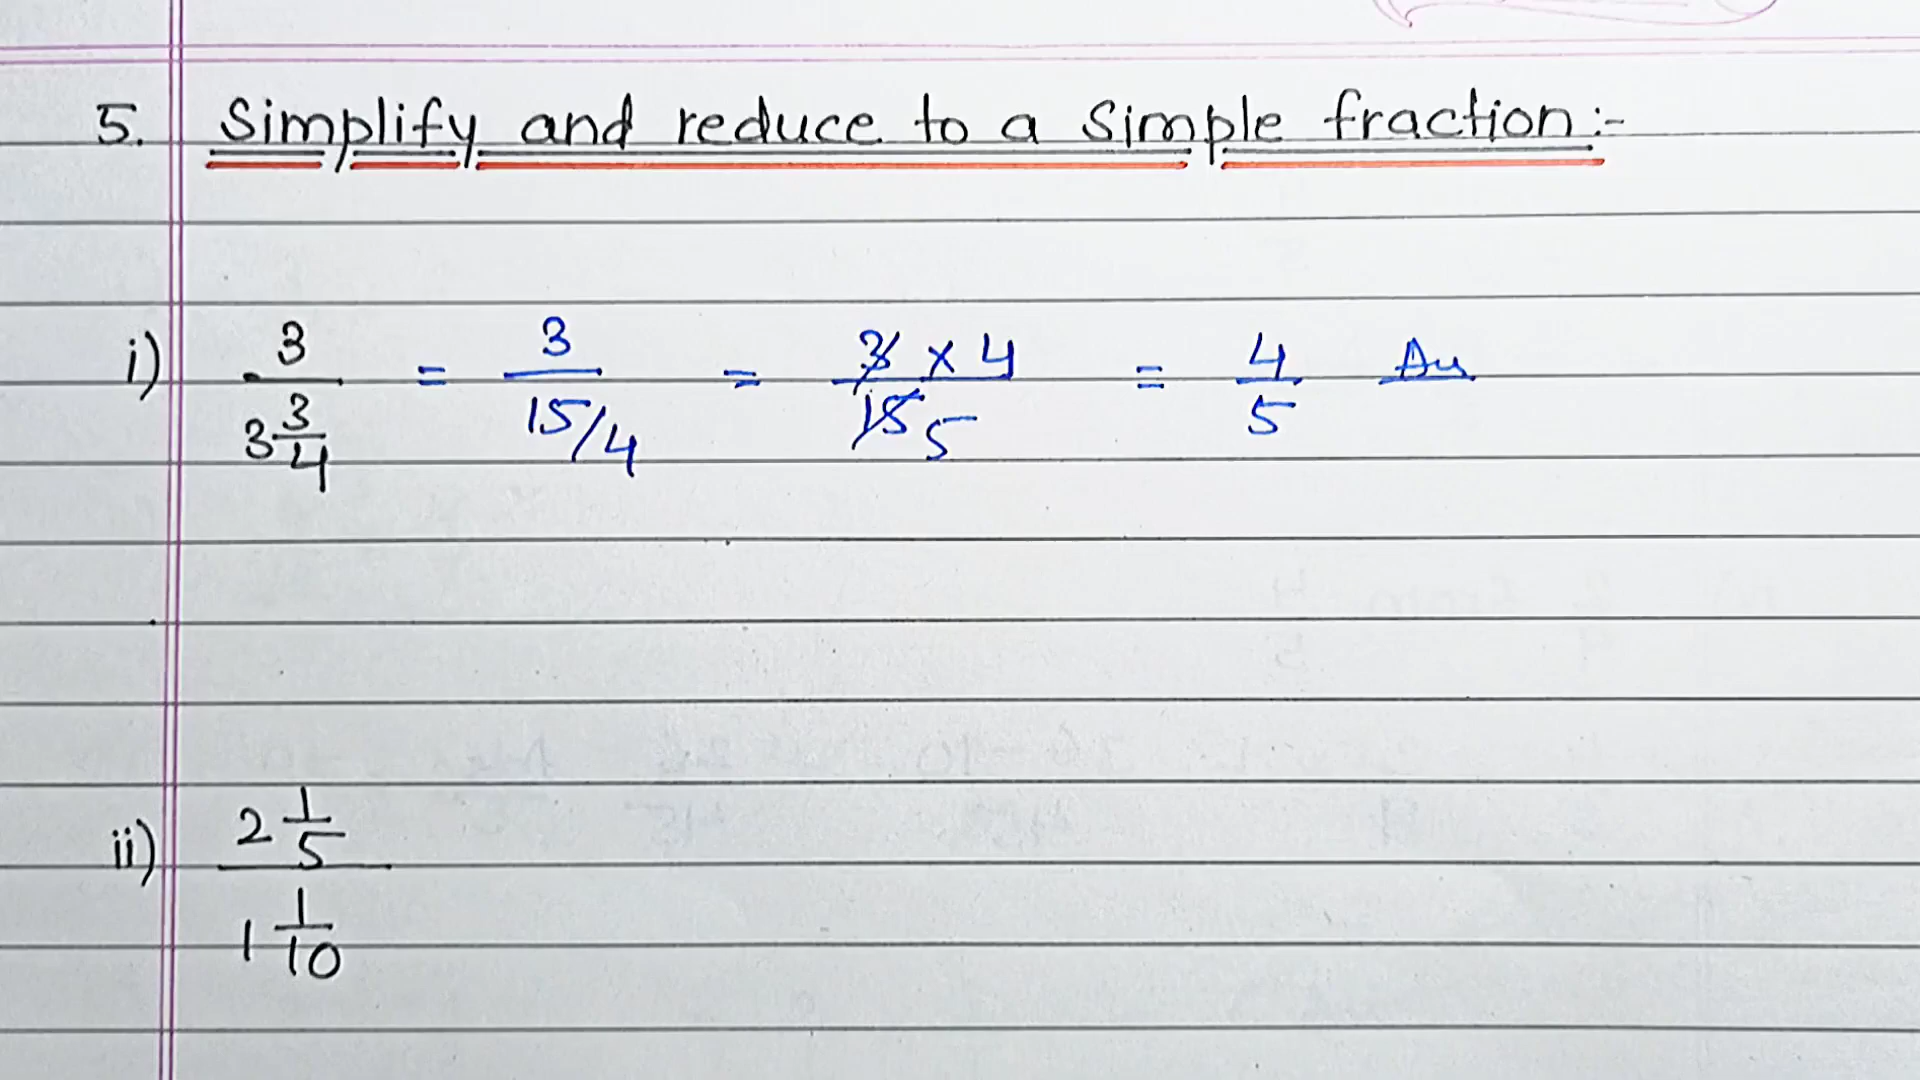 5. Simplify and reduce to a simple fraction:-
i) 3 / 3 3/4 = 3 / 15/4 = 3 × 4 / 15 5 = 4/5 Ans
ii) 2 1/5 / 1 1/10